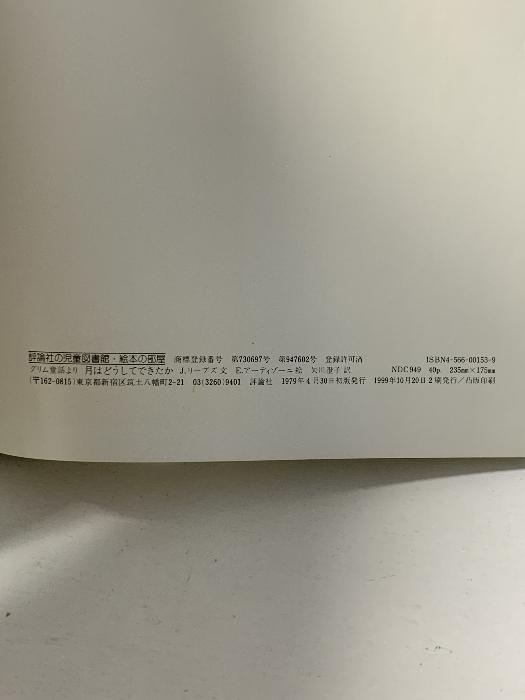 評論社の児童図書館・絵本の部屋 商標登録番号 第730697号 第947602号 登録許可済 ISBN4-566-00153-9
グリム童話より 月はどうしてできたか J.リーブズ文 E.アーディゾーニ絵 矢川澄子訳 NDC949 40p. 235mm×175mm
(〒162-0815)東京都新宿区筑土八幡町2-21 03(3260)9401 評論社 1979年4月30日初版発行 1999年10月20日2刷発行/凸版印刷